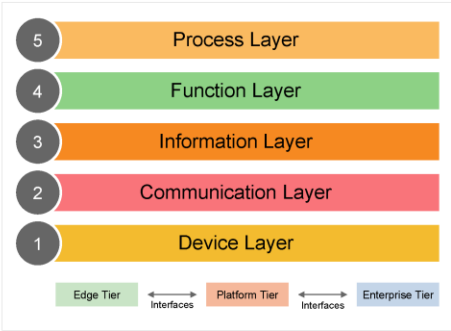 5 Process Layer
4 Function Layer
3 Information Layer
2 Communication Layer
1 Device Layer
Edge Tier Interfaces Platform Tier Interfaces Enterprise Tier